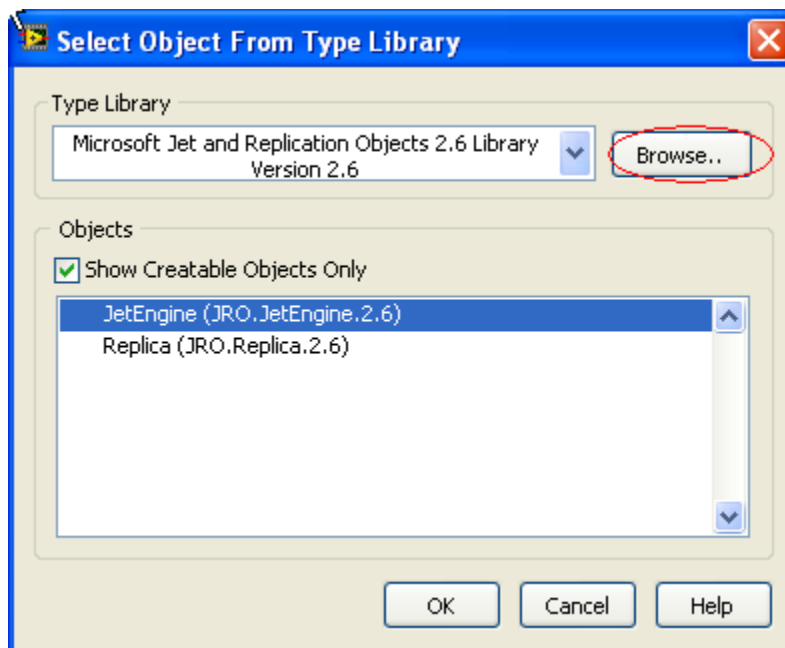 Select Object From Type Library
Type Library
Microsoft Jet and Replication Objects 2.6 Library
Version 2.6
Browse..
Objects
Show Creatable Objects Only
JetEngine (JRO.JetEngine.2.6)
Replica (JRO.Replica.2.6)
OK
Cancel
Help